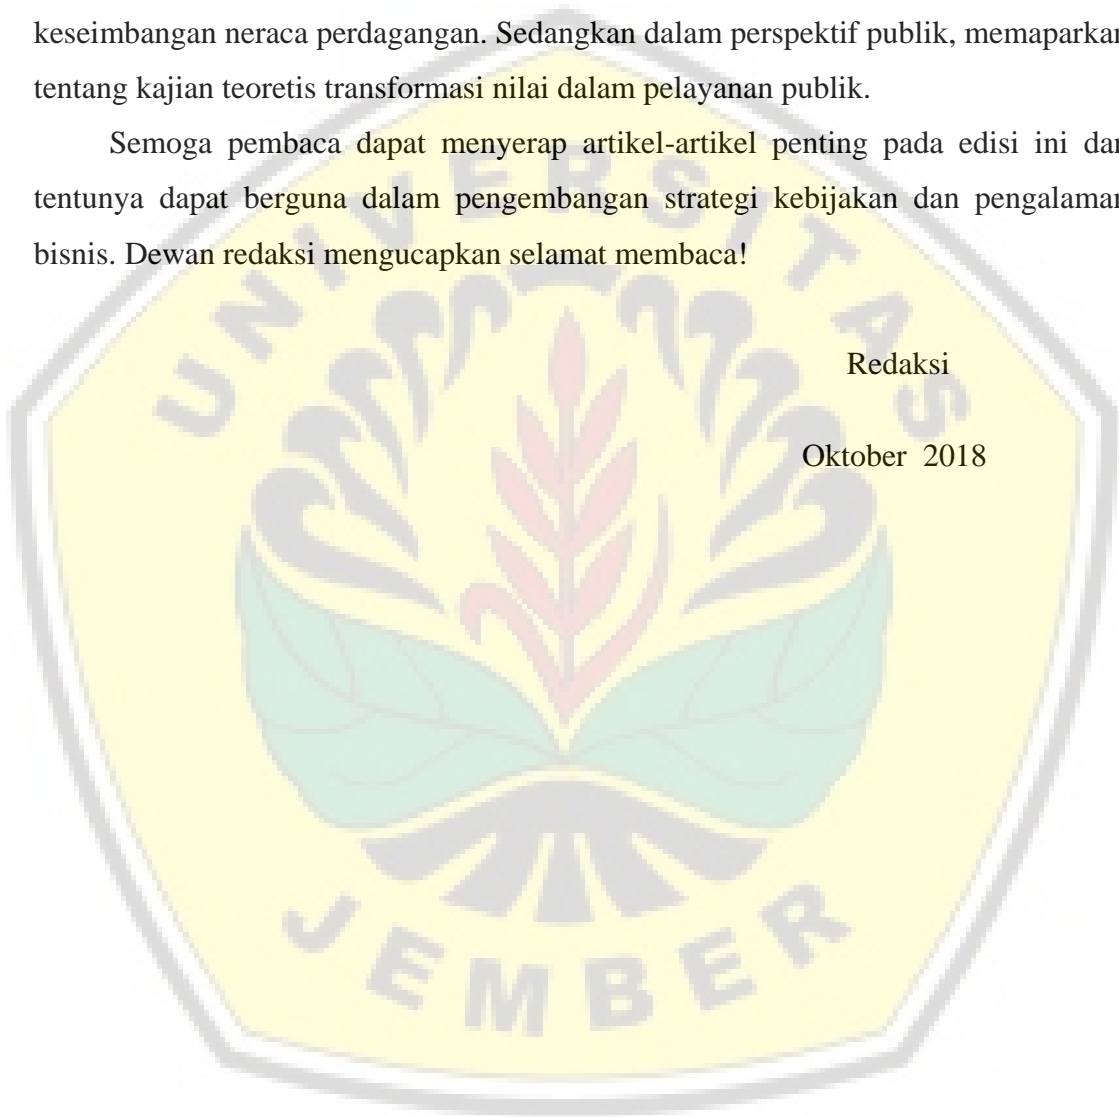 keseimbangan neraca perdagangan. Sedangkan dalam perspektif publik, memaparkan
tentang kajian teoretis transformasi nilai dalam pelayanan publik.
Semoga pembaca dapat menyerap artikel-artikel penting pada edisi ini dan
tentunya dapat berguna dalam pengembangan strategi kebijakan dan pengalaman
bisnis. Dewan redaksi mengucapkan selamat membaca!
Redaksi
Oktober 2018
UNIVERSITAS
JEMBER